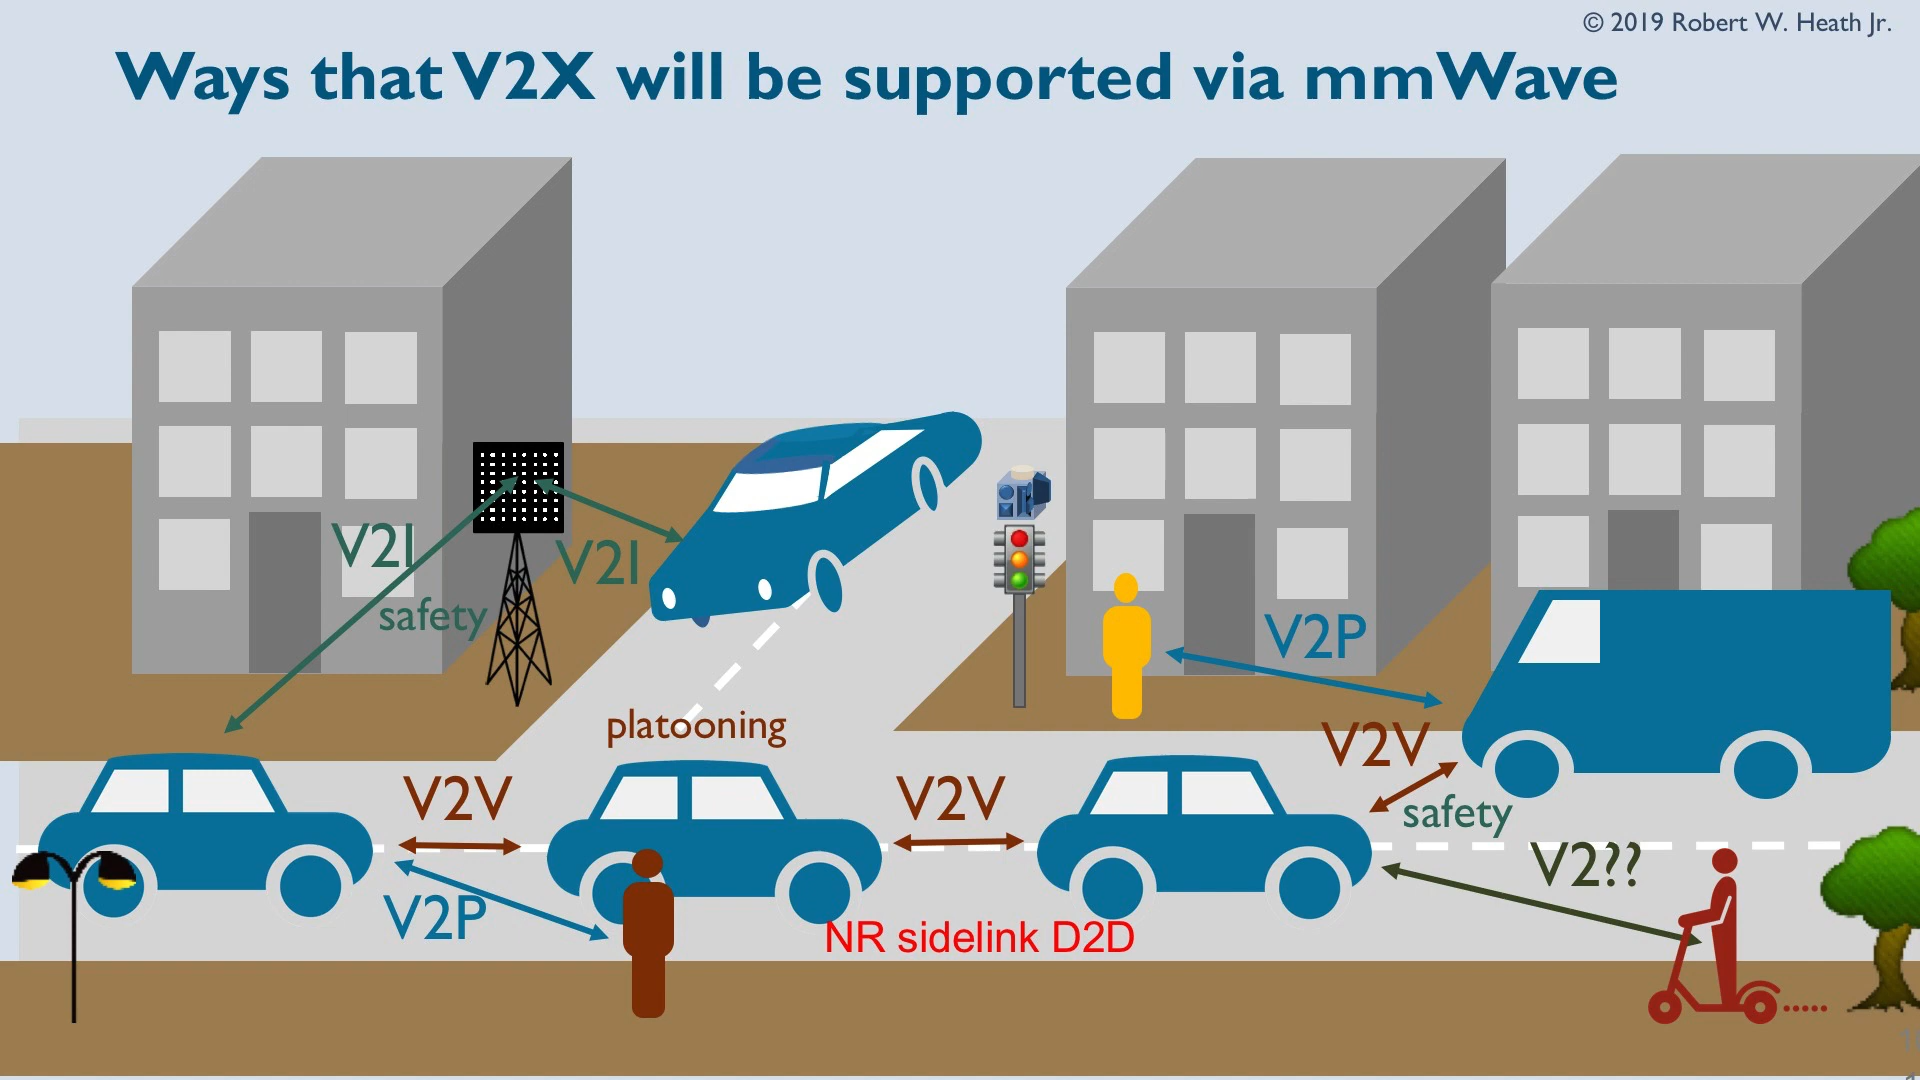 © 2019 Robert W. Heath Jr.
Ways that V2X will be supported via mmWave
V2I
V2I
safety
V2P
platooning
V2V
V2V
V2V
safety
V2??
V2P
NR sidelink D2D